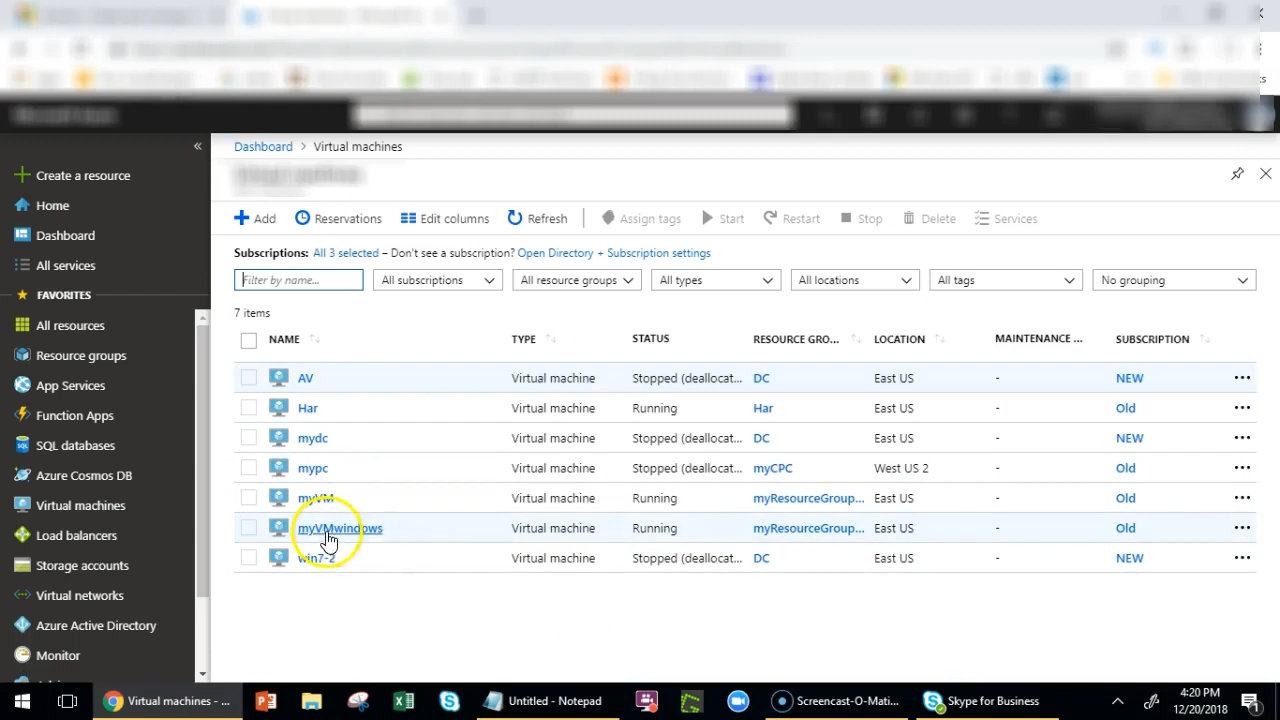 «
Dashboard > Virtual machines
Create a resource
Home
Dashboard
All services
FAVORITES
All resources
Resource groups
App Services
Function Apps
SQL databases
Azure Cosmos DB
Virtual machines
Load balancers
Storage accounts
Virtual networks
Azure Active Directory
Monitor
Add Reservations Edit columns Refresh Assign tags Start Restart Stop Delete Services
Subscriptions: All 3 selected – Don't see a subscription? Open Directory + Subscription settings
Filter by name... All subscriptions All resource groups All types All locations All tags No grouping
7 items
NAME TYPE STATUS RESOURCE GRO... LOCATION MAINTENANCE ... SUBSCRIPTION
AV Virtual machine Stopped (deallocat... DC East US - NEW
Har Virtual machine Running Har East US - Old
mydc Virtual machine Stopped (deallocat... DC East US - NEW
mypc Virtual machine Stopped (deallocat... myCPC West US 2 - Old
myVM Virtual machine Running myResourceGroup... East US - Old
myVMwindows Virtual machine Running myResourceGroup... East US - Old
win7-2 Virtual machine Stopped (deallocat... DC East US - NEW
Virtual machines - ... Untitled - Notepad Screencast-O-Mati... Skype for Business
4:20 PM
12/20/2018